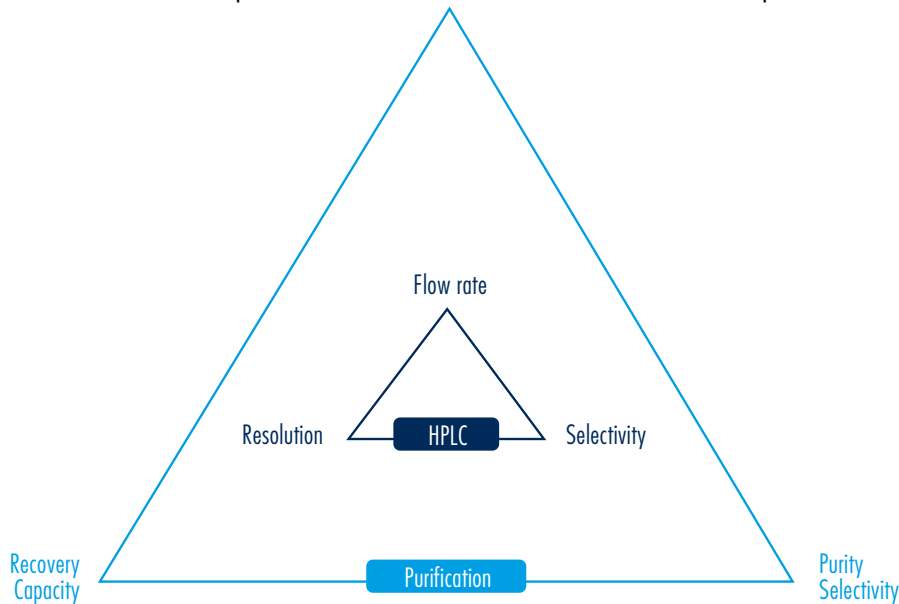 Flow rate
Resolution
HPLC
Selectivity
Recovery
Capacity
Purification
Purity
Selectivity